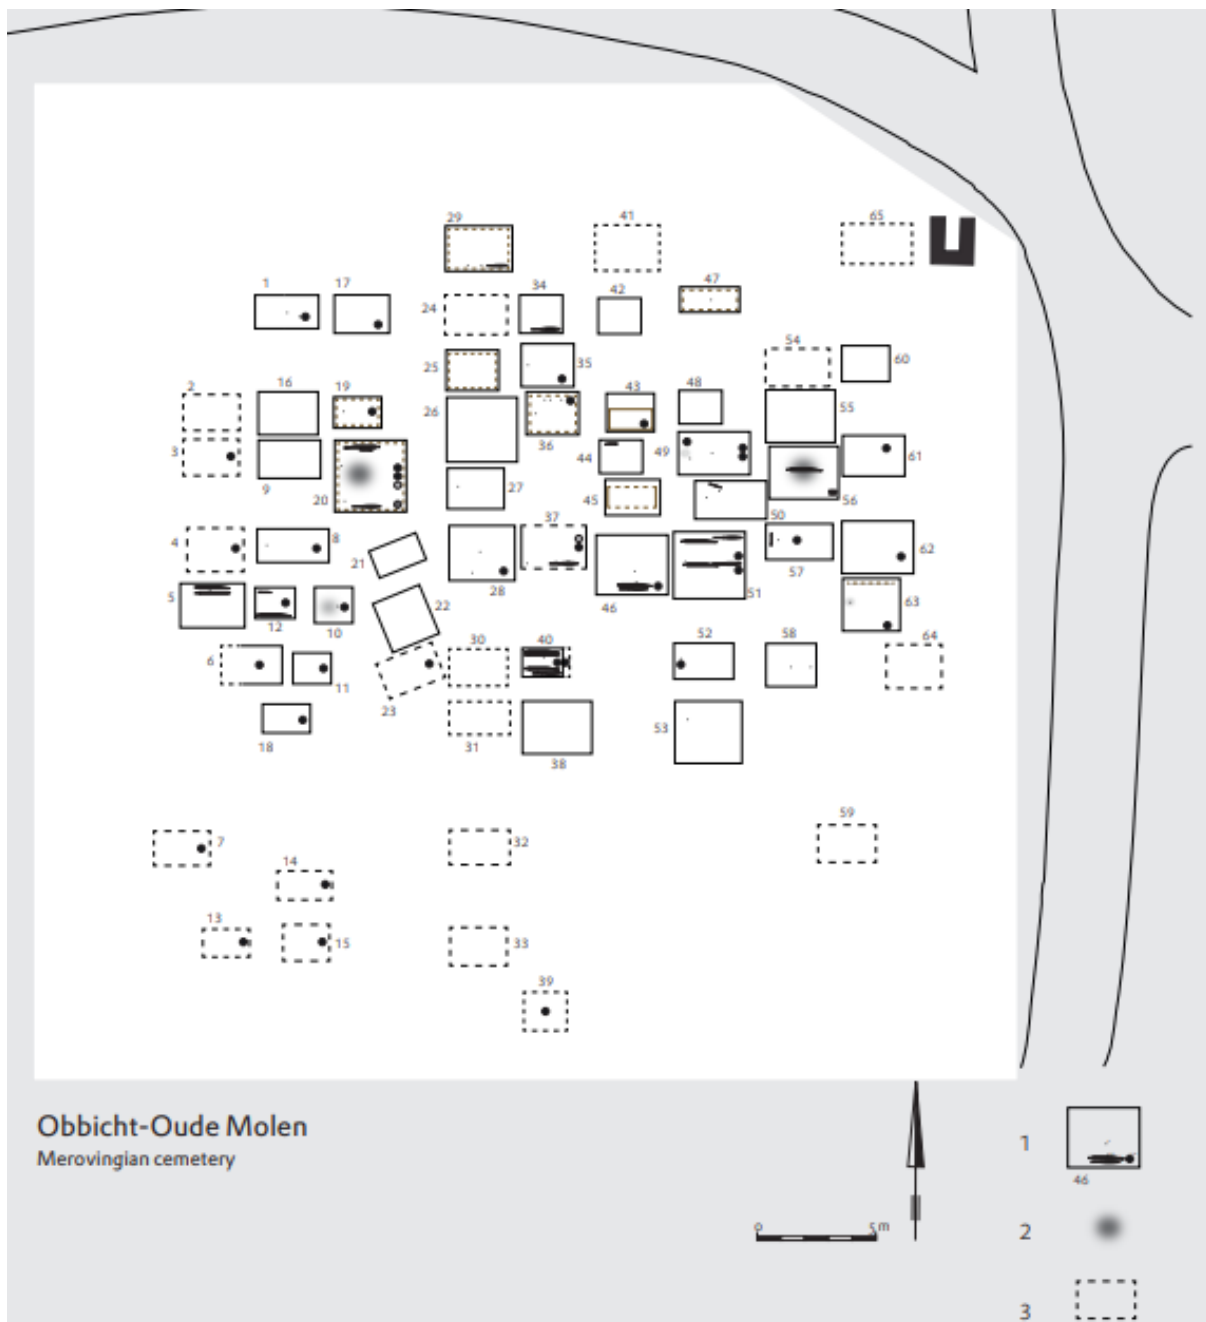 29 41 65
1 17 24 34 42 47
25 35 54 60
2 16 19 26 36 43 48 55
3 9 20 27 44 49 61
45 50 56
4 8 21 28 37 46 51 57 62
5 12 10 22 63
6 11 23 30 40 52 58 64
18 31 38 53
7 14 32 59
13 15 33
39
Obbicht-Oude Molen
Merovingian cemetery
0 5 m
1
46
2
3